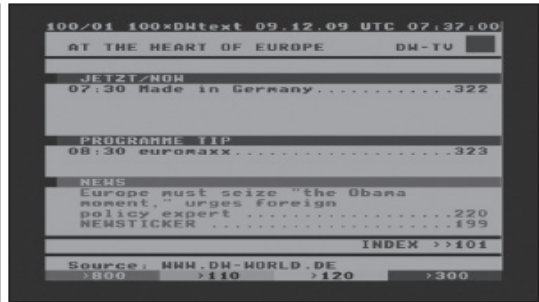 100/01 100×DWtext 09.12.09 UTC 07:37:00
AT THE HEART OF EUROPE DW-TV
JETZT/NOW
07:30 Made in Germany............322
PROGRAMME TIP
08:30 euromaxx...................323
NEWS
Europe must seize "the Obama
moment," urges foreign
policy expert ...................220
NEWSTICKER ......................199
INDEX >>101
Source: WWW.DW-WORLD.DE
>800 >110 >120 >300